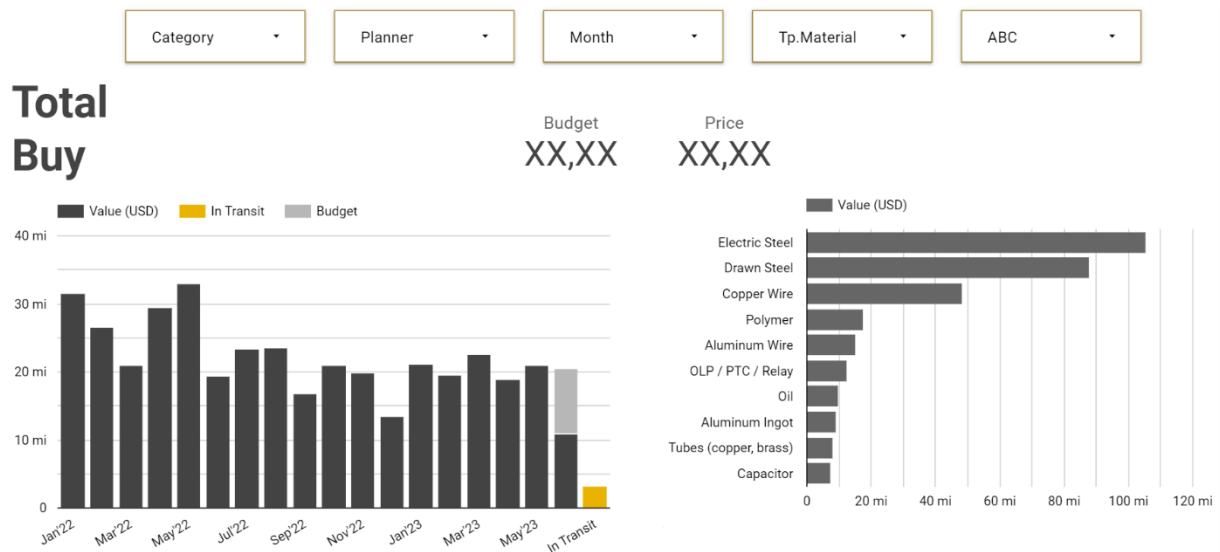 Category
Planner
Month
Tp.Material
ABC
Total
Buy
Budget
XX,XX
Price
XX,XX
Value (USD)
In Transit
Budget
40 mi
30 mi
20 mi
10 mi
0
Jan'22
Mar'22
May'22
Jul'22
Sep'22
Nov'22
Jan'23
Mar'23
May'23
In Transit
Value (USD)
Electric Steel
Drawn Steel
Copper Wire
Polymer
Aluminum Wire
OLP / PTC / Relay
Oil
Aluminum Ingot
Tubes (copper, brass)
Capacitor
0
20 mi
40 mi
60 mi
80 mi
100 mi
120 mi